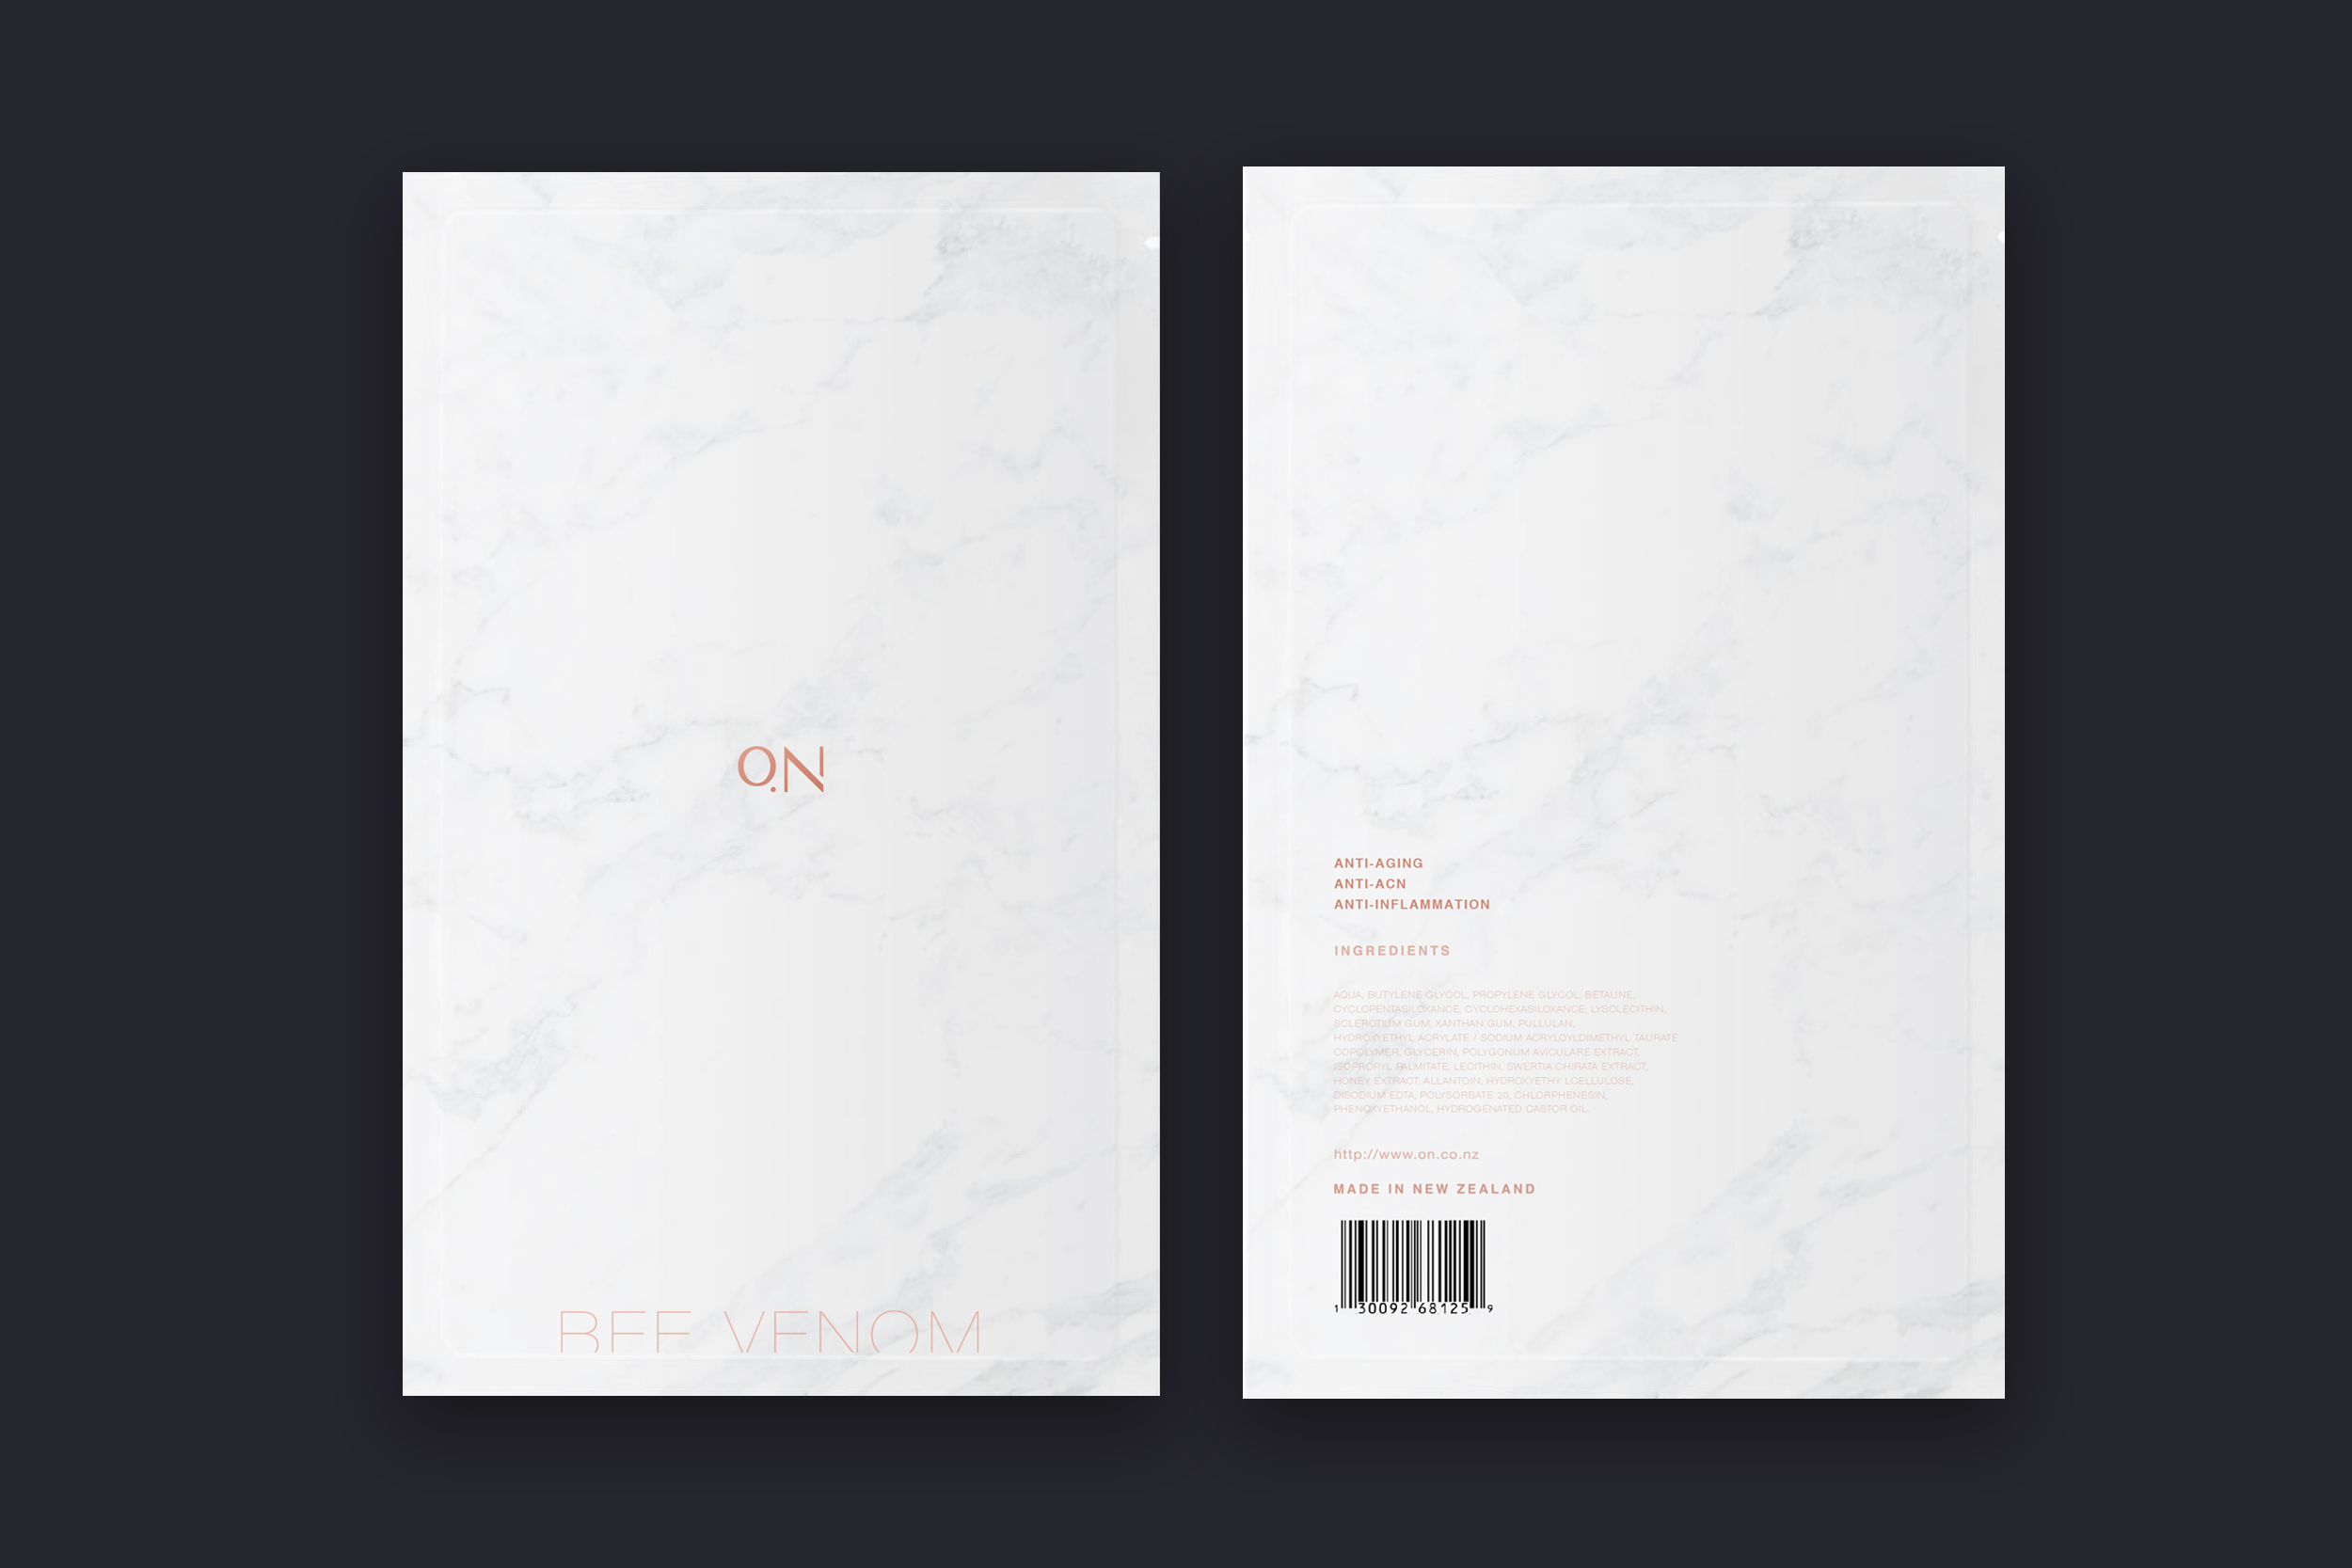 O.N
BEE VENOM
ANTI-AGING
ANTI-ACN
ANTI-INFLAMMATION
INGREDIENTS
AQUA, BUTYLENE GLYCOL, PROPYLENE GLYCOL, BETAUNE,
CYCLOPENTASILOXANCE, CYCLOHEXASILOXANCE, LYSOLECITHIN,
SCLEROTIUM GUM, XANTHAN GUM, PULLULAN,
HYDROXYETHYL ACRYLATE / SODIUM ACRYLOYLDIMETHYL TAURATE
COPOLYMER, GLYCERIN, POLYGONUM AVICULARE EXTRACT,
ISOPROPYL PALMITATE, LECITHIN, SWERTIA CHIRATA EXTRACT,
HONEY EXTRACT, ALLANTOIN, HYDROXYETHY LCELLULOSE,
DISODIUM EDTA, POLYSORBATE 20, CHLORPHENESIN,
PHENOXYETHANOL, HYDROGENATED CASTOR OIL.
http://www.on.co.nz
MADE IN NEW ZEALAND
1 30092 68125 9